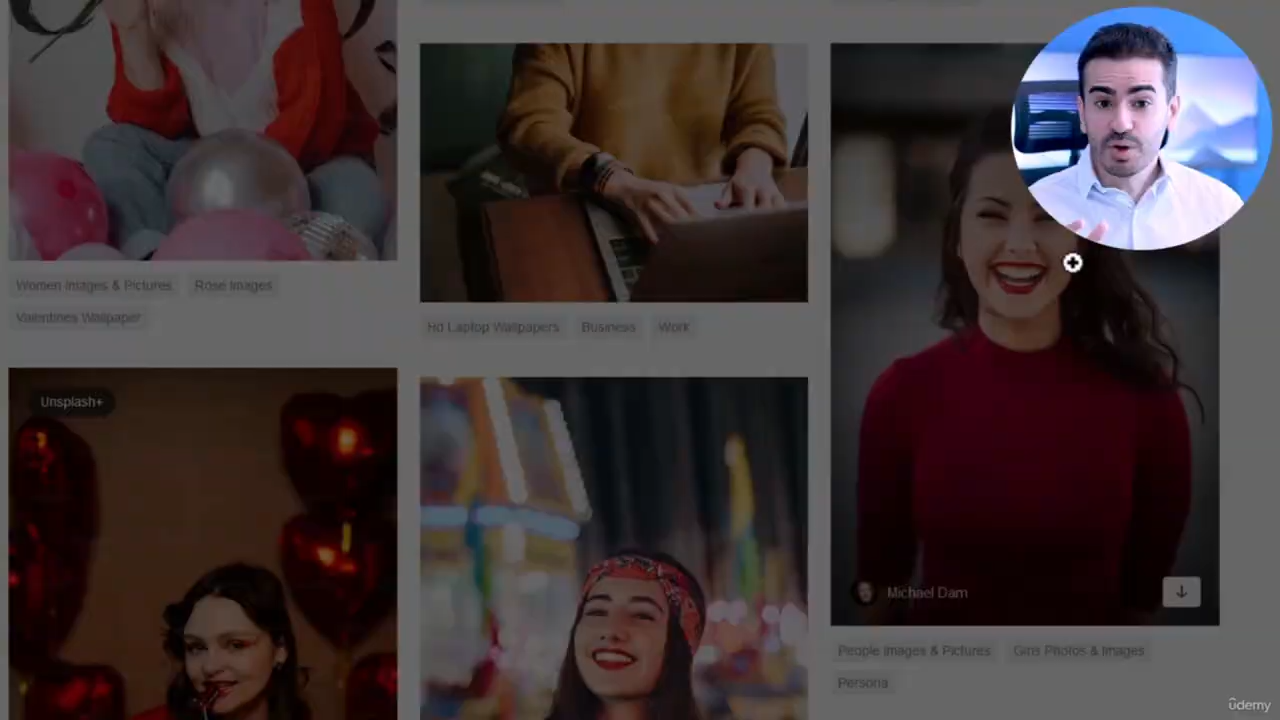 Women Images & Pictures
Rose Images
Valentines Wallpaper
Unsplash+
Hd Laptop Wallpapers
Business
Work
Michael Dam
People Images & Pictures
Girls Photos & Images
Persona
udemy